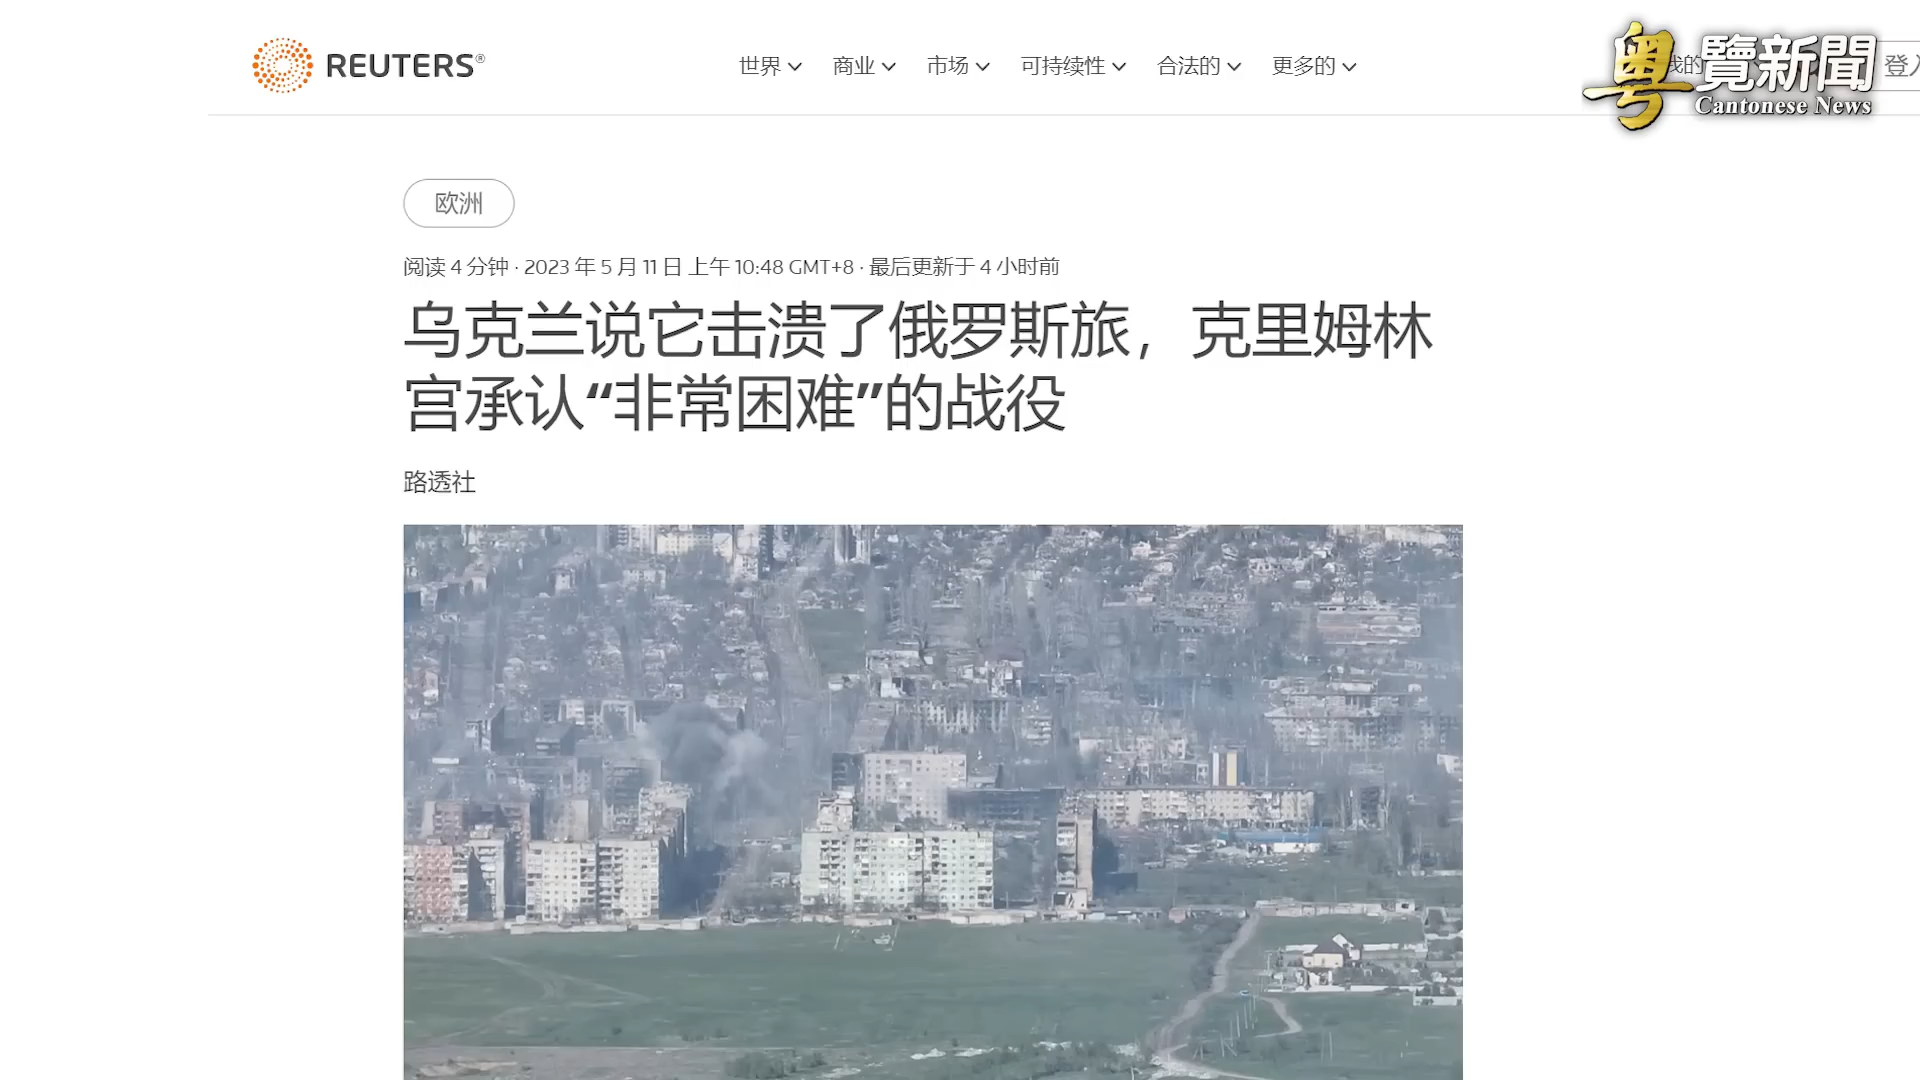 REUTERS®
世界 商业 市场 可持续性 合法的 更多的
我的
登入
粤覽新聞
Cantonese News
欧洲
阅读 4 分钟 · 2023 年 5 月 11 日 上午 10:48 GMT+8 · 最后更新于 4 小时前
乌克兰说它击溃了俄罗斯旅，克里姆林
宫承认“非常困难”的战役
路透社